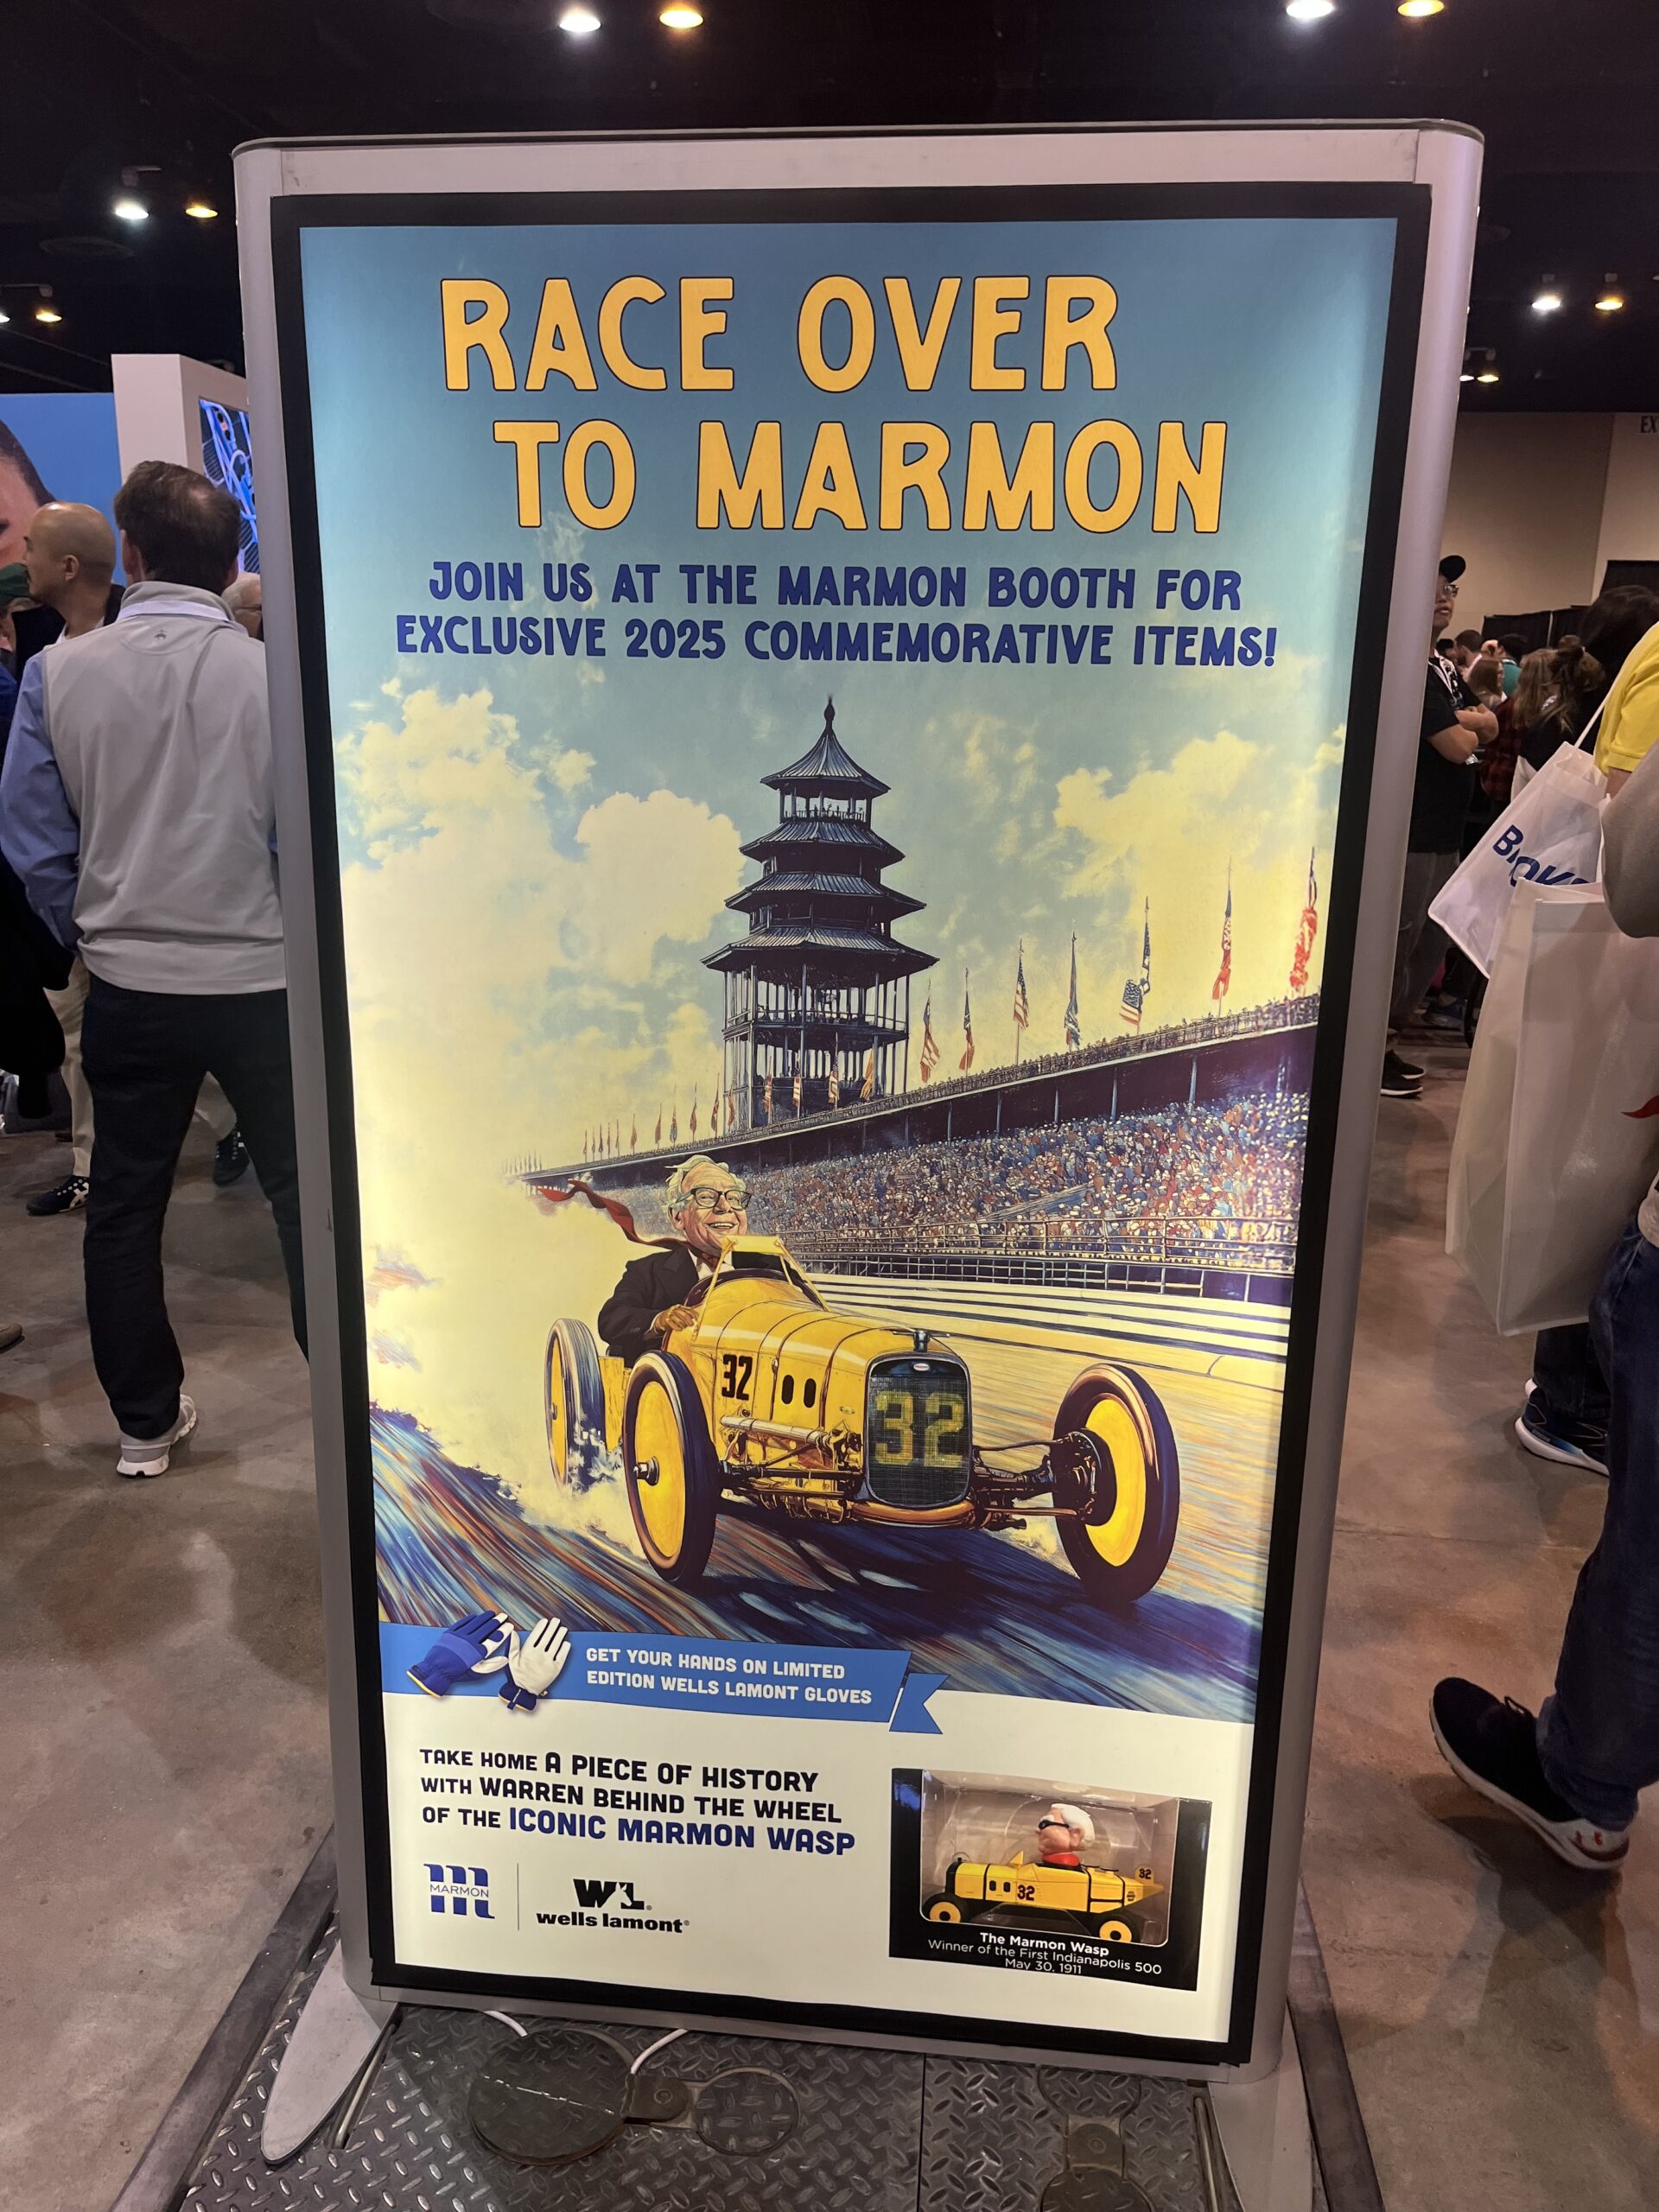 RACE OVER
TO MARMON
JOIN US AT THE MARMON BOOTH FOR
EXCLUSIVE 2025 COMMEMORATIVE ITEMS!
32
32
GET YOUR HANDS ON LIMITED
EDITION WELLS LAMONT GLOVES
TAKE HOME A PIECE OF HISTORY
WITH WARREN BEHIND THE WHEEL
OF THE ICONIC MARMON WASP
m
MARMON
WL
wells lamont®
32
32
The Marmon Wasp
Winner of the First Indianapolis 500
May 30, 1911